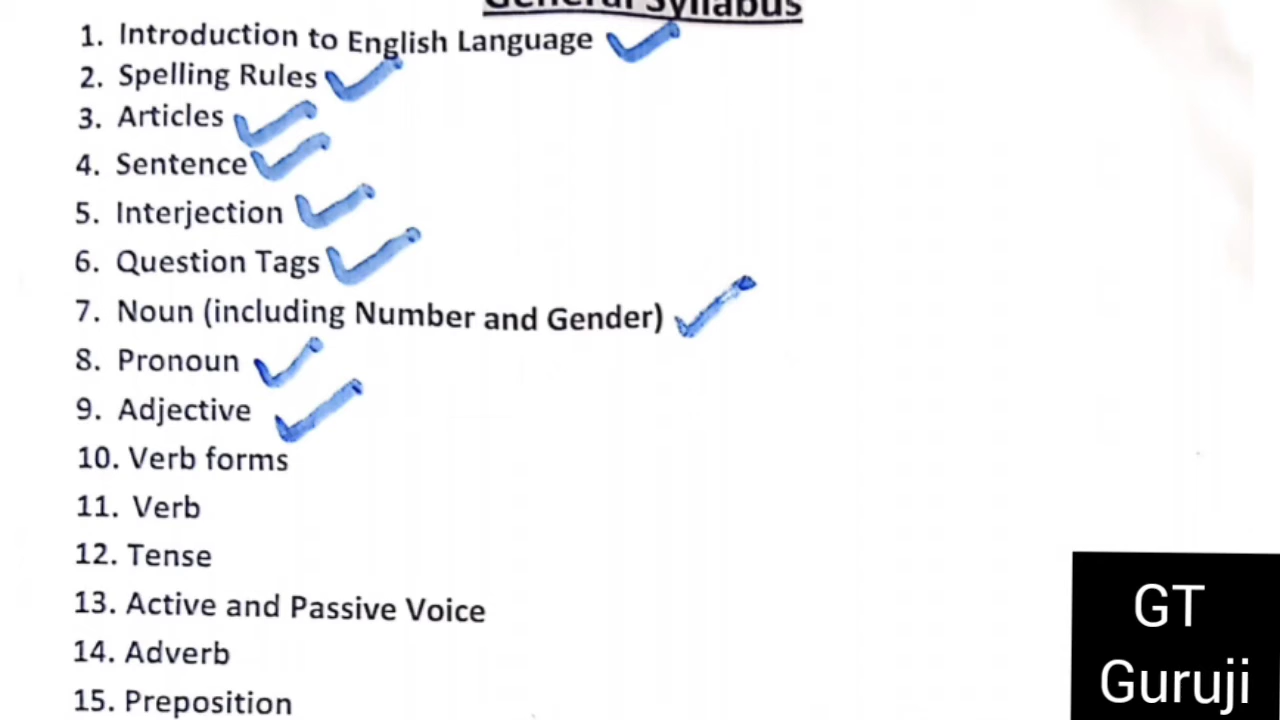 General Syllabus
1. Introduction to English Language
2. Spelling Rules
3. Articles
4. Sentence
5. Interjection
6. Question Tags
7. Noun (including Number and Gender)
8. Pronoun
9. Adjective
10. Verb forms
11. Verb
12. Tense
13. Active and Passive Voice
14. Adverb
15. Preposition
GT
Guruji